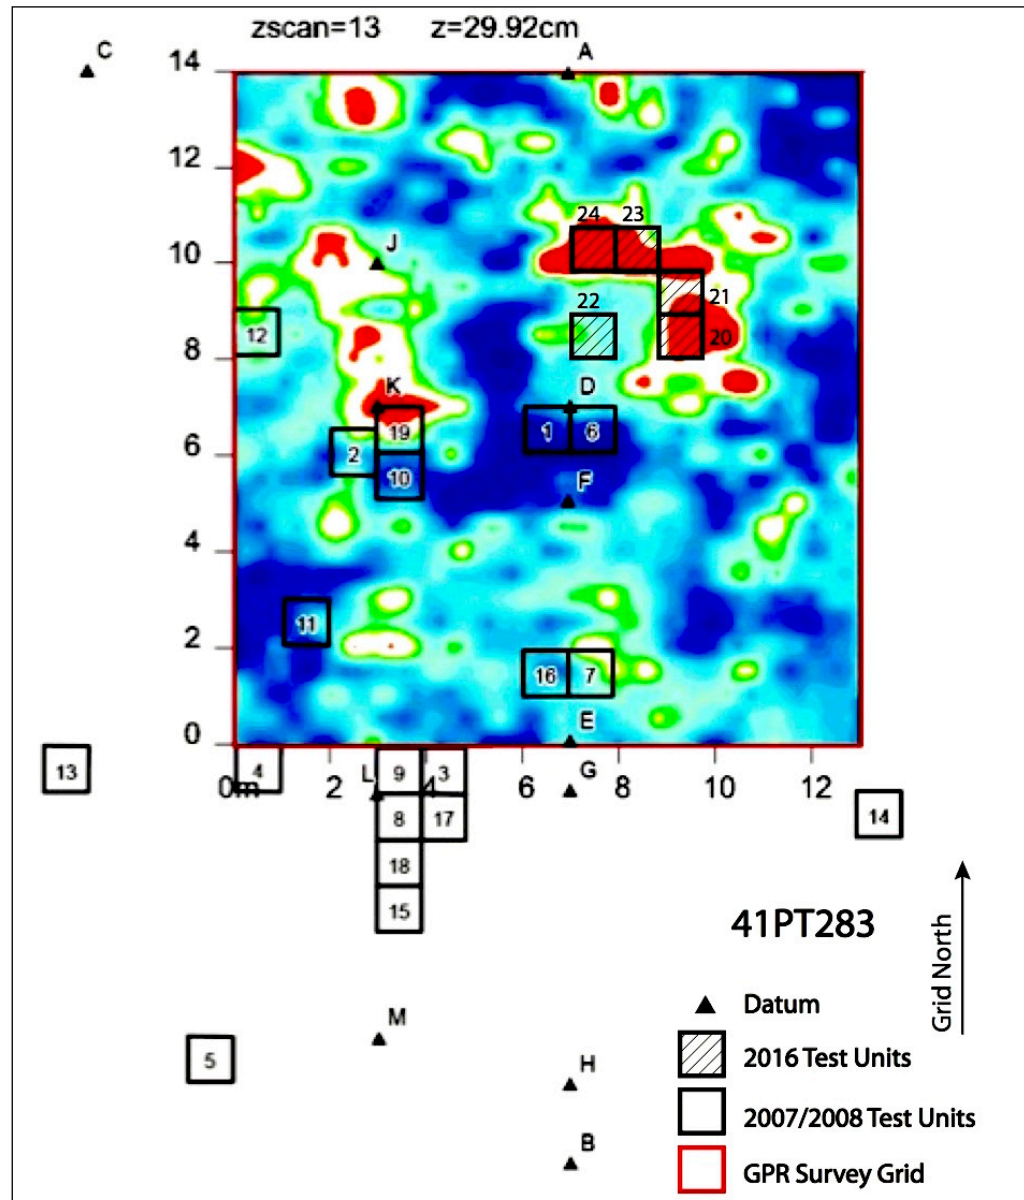 zscan=13 z=29.92cm
C
A
14
12
24 23
J
10
22
21
12
20
8
K
D
19
1 6
2
6
10
F
4
11
2
16 7
E
0
13
4
9
3
G
0m 2 L 4 6 8 10 12
8 17
14
18
15
41PT283
Grid North
M
Datum
2016 Test Units
5
H
2007/2008 Test Units
B
GPR Survey Grid